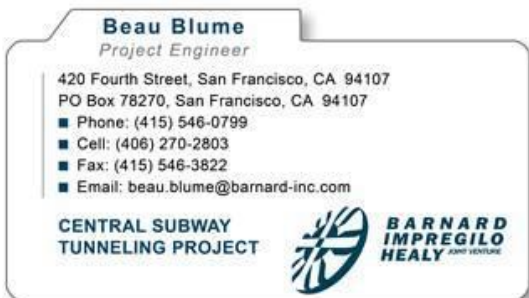 Beau Blume
Project Engineer
420 Fourth Street, San Francisco, CA 94107
PO Box 78270, San Francisco, CA 94107
Phone: (415) 546-0799
Cell: (406) 270-2803
Fax: (415) 546-3822
Email: beau.blume@barnard-inc.com
CENTRAL SUBWAY
TUNNELING PROJECT
BARNARD
IMPREGILO
HEALY JOINT VENTURE